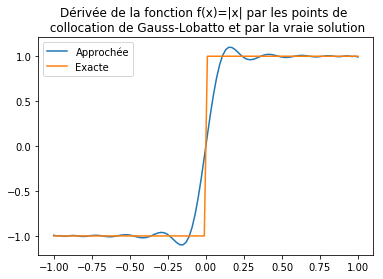 Dérivée de la fonction f(x)=|x| par les points de
collocation de Gauss-Lobatto et par la vraie solution
Approchée
Exacte
1.0
0.5
0.0
−0.5
−1.0
−1.00 −0.75 −0.50 −0.25 0.00 0.25 0.50 0.75 1.00